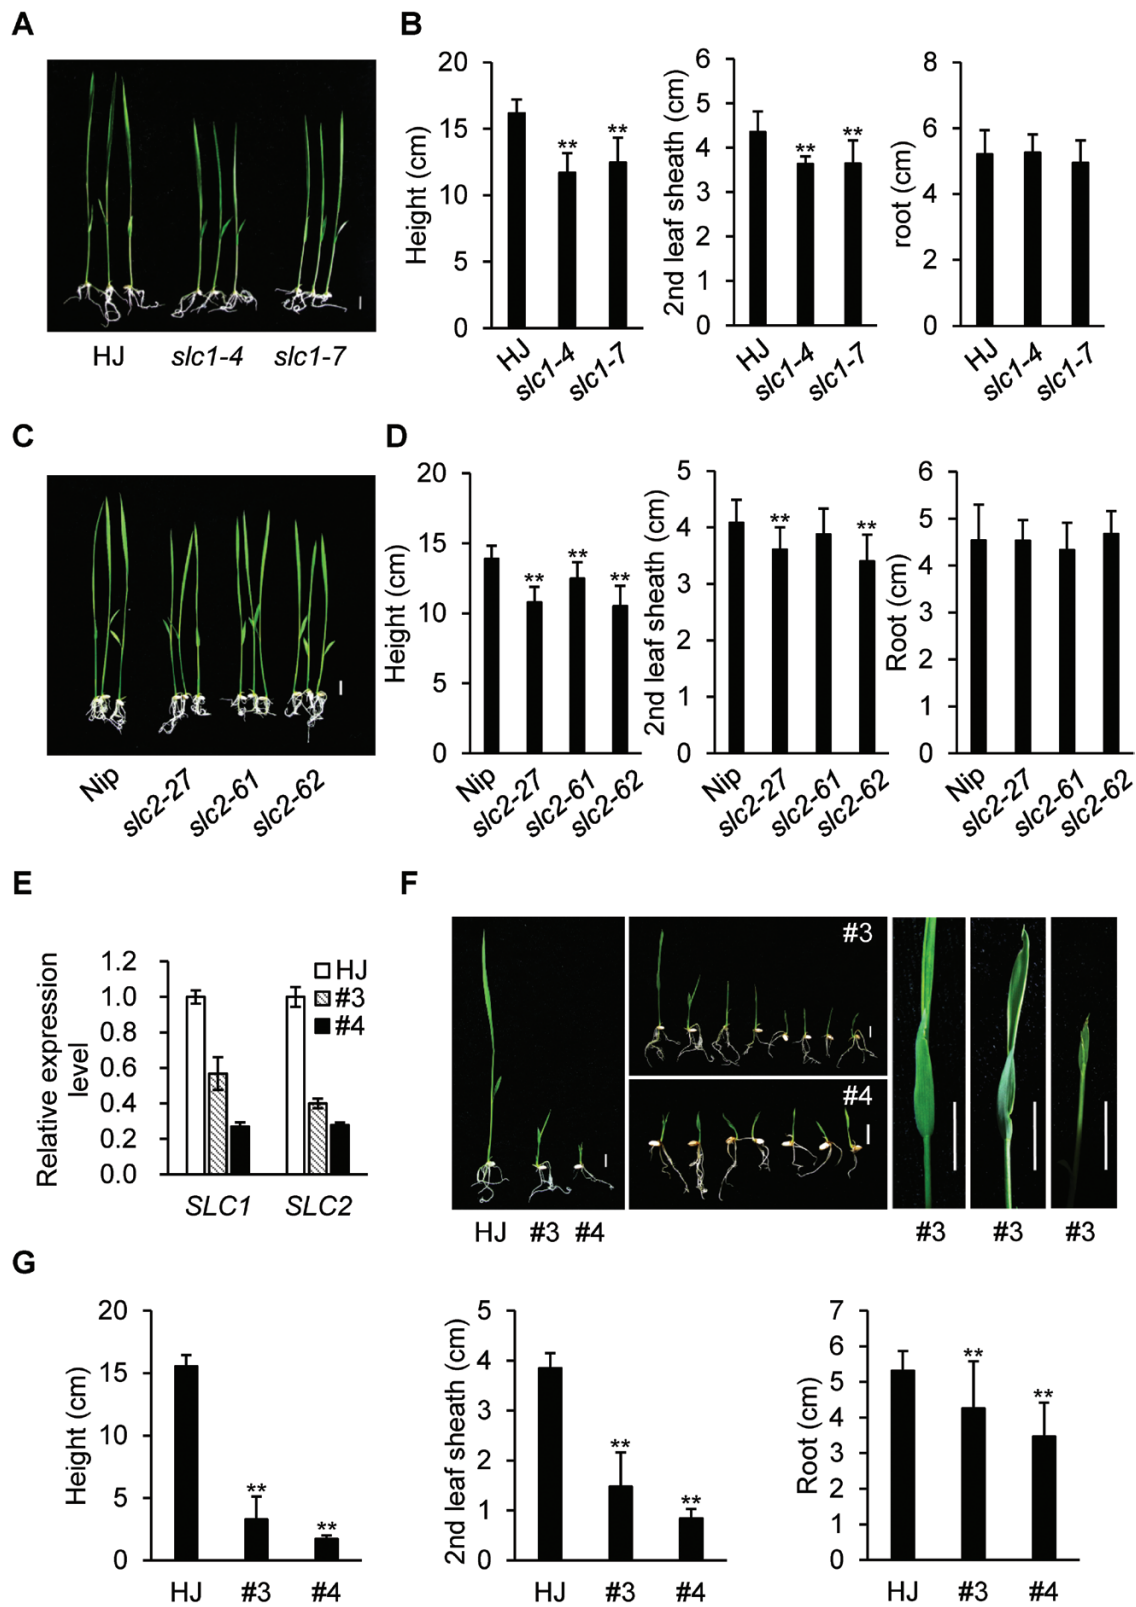 A
HJ
slc1-4
slc1-7
B
Height (cm)
20
15
10
5
0
**
**
HJ
slc1-4
slc1-7
2nd leaf sheath (cm)
6
5
4
3
2
1
0
**
**
HJ
slc1-4
slc1-7
root (cm)
8
6
4
2
0
HJ
slc1-4
slc1-7
C
Nip
slc2-27
slc2-61
slc2-62
D
Height (cm)
20
15
10
5
0
**
**
**
Nip
slc2-27
slc2-61
slc2-62
2nd leaf sheath (cm)
5
4
3
2
1
0
**
**
Nip
slc2-27
slc2-61
slc2-62
Root (cm)
6
5
4
3
2
1
0
Nip
slc2-27
slc2-61
slc2-62
E
Relative expression
level
1.2
1.0
0.8
0.6
0.4
0.2
0.0
HJ
#3
#4
SLC1
SLC2
F
#3
#4
HJ
#3
#4
#3
#3
#3
G
Height (cm)
20
15
10
5
0
**
**
HJ
#3
#4
2nd leaf sheath (cm)
5
4
3
2
1
0
**
**
HJ
#3
#4
Root (cm)
7
6
5
4
3
2
1
0
**
**
HJ
#3
#4